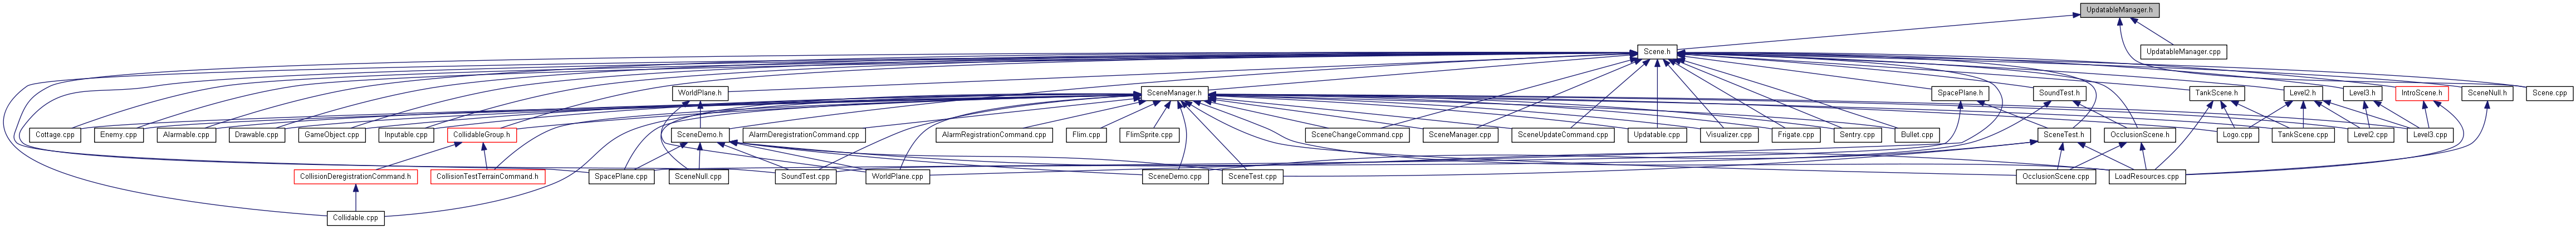 UpdatableManager.h
Scene.h
UpdatableManager.cpp
WorldPlane.h
SceneManager.h
SpacePlane.h
SoundTest.h
TankScene.h
Level2.h
Level3.h
IntroScene.h
SceneNull.h
Scene.cpp
Cottage.cpp
Enemy.cpp
Alarmable.cpp
Drawable.cpp
GameObject.cpp
Inputable.cpp
CollidableGroup.h
SceneDemo.h
AlarmDeregistrationCommand.cpp
AlarmRegistrationCommand.cpp
Flim.cpp
FlimSprite.cpp
SceneChangeCommand.cpp
SceneManager.cpp
SceneUpdateCommand.cpp
Updatable.cpp
Visualizer.cpp
Frigate.cpp
Sentry.cpp
Bullet.cpp
SceneTest.h
OcclusionScene.h
Logo.cpp
TankScene.cpp
Level2.cpp
Level3.cpp
CollisionDeregistrationCommand.h
CollisionTestTerrainCommand.h
SpacePlane.cpp
SceneNull.cpp
SoundTest.cpp
WorldPlane.cpp
SceneDemo.cpp
SceneTest.cpp
OcclusionScene.cpp
LoadResources.cpp
Collidable.cpp